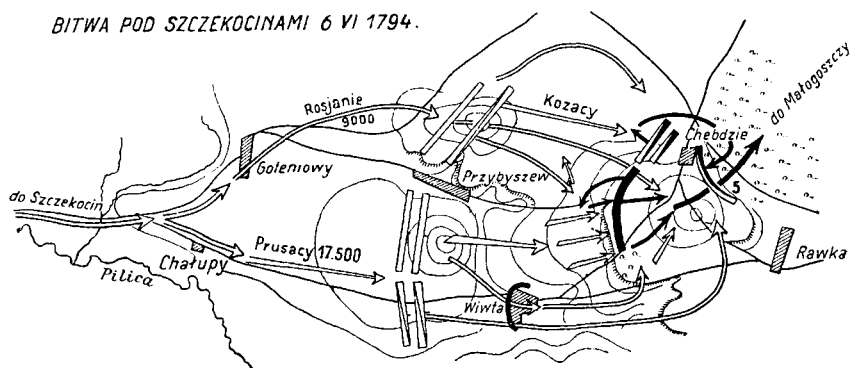 BITWA POD SZCZEKOCINAMI 6 VI 1794.
do Małogoszczy
Rosjanie
9000
Kozacy
Chebdzie
Goleniowy
Przybyszew
do Szczekocin
5
Prusacy 17.500
Chałupy
Rawka
Pilica
Wiwta